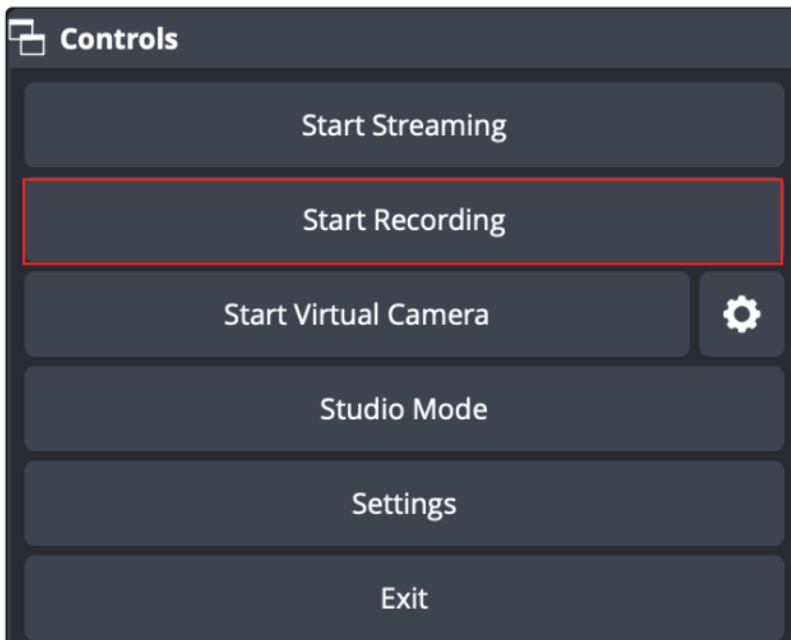 Controls
Start Streaming
Start Recording
Start Virtual Camera
Studio Mode
Settings
Exit